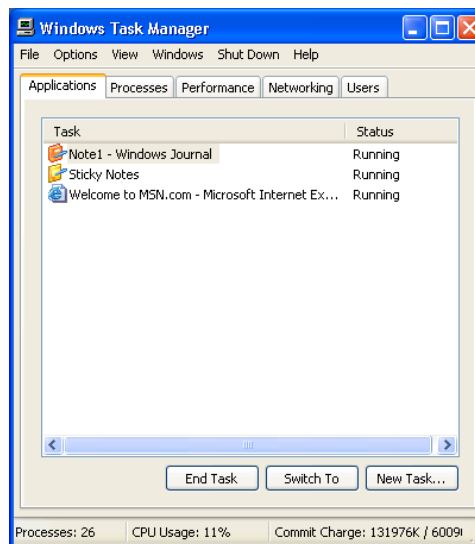 Windows Task Manager
File Options View Windows Shut Down Help
Applications Processes Performance Networking Users
Task Status
Note1 - Windows Journal Running
Sticky Notes Running
Welcome to MSN.com - Microsoft Internet Ex... Running
End Task Switch To New Task...
Processes: 26 CPU Usage: 11% Commit Charge: 131976K / 6009